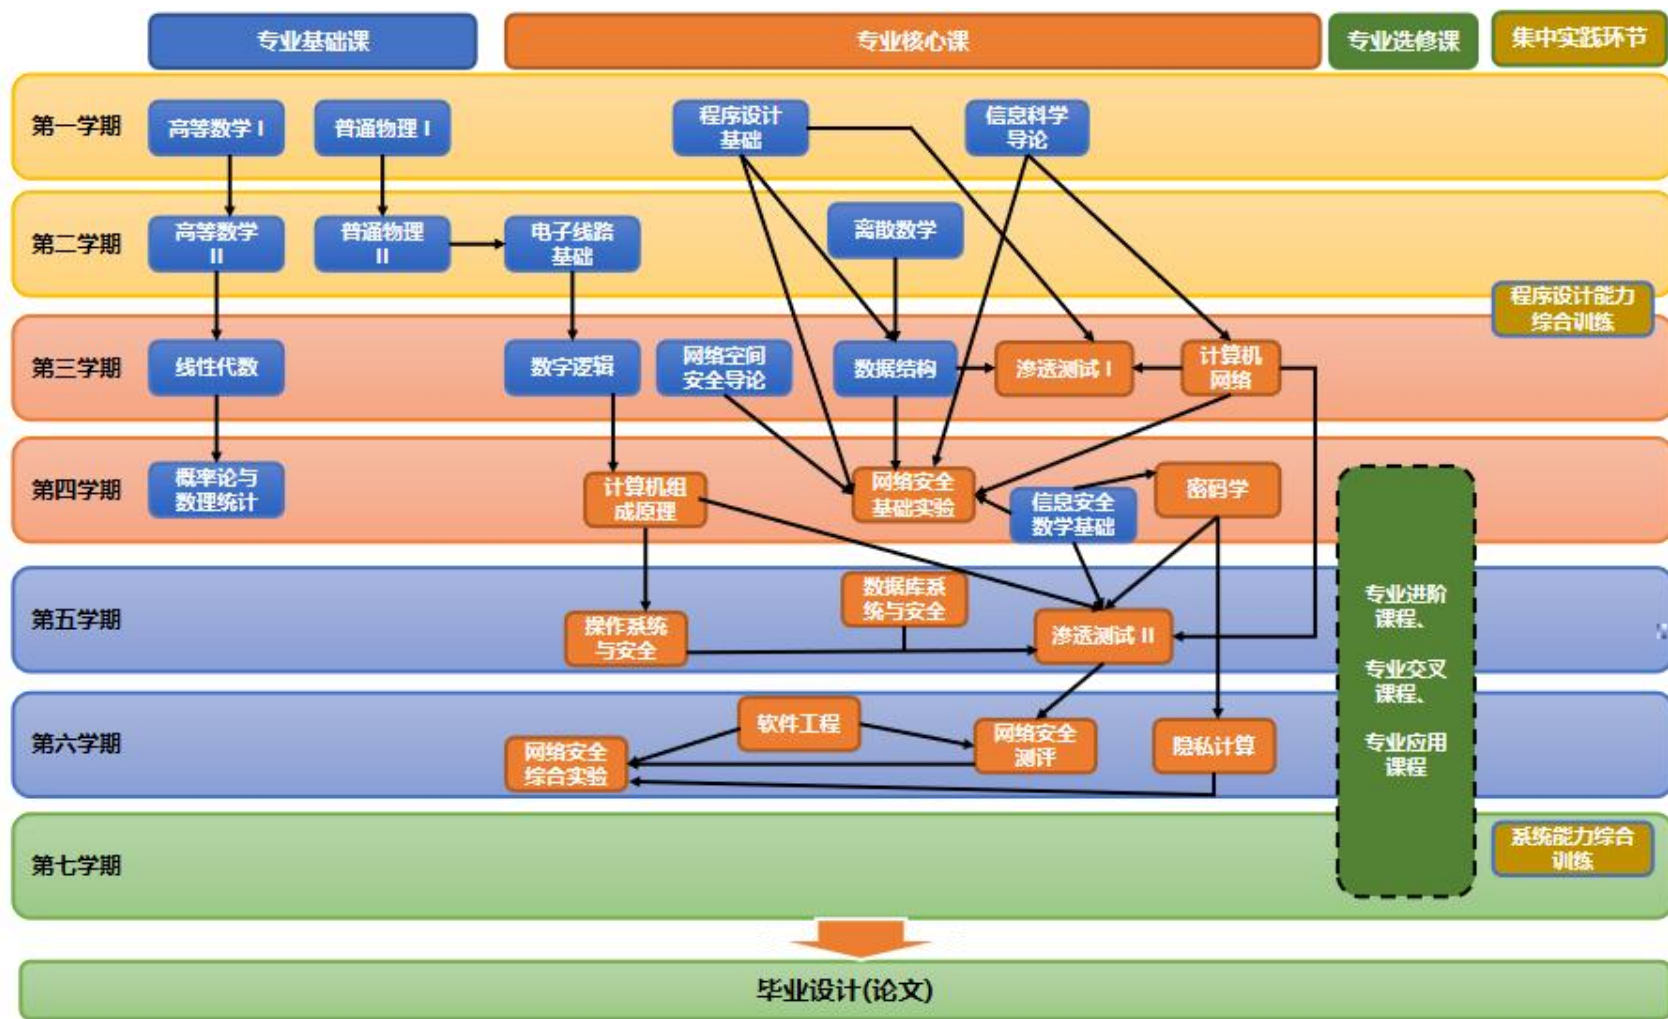 专业基础课
专业核心课
专业选修课
集中实践环节
第一学期
高等数学 I
普通物理 I
程序设计
基础
信息科学
导论
第二学期
高等数学
II
普通物理
II
电子线路
基础
离散数学
程序设计能力
综合训练
第三学期
线性代数
数字逻辑
网络空间
安全导论
数据结构
渗透测试 I
计算机
网络
第四学期
概率论与
数理统计
计算机组
成原理
网络安全
基础实验
信息安全
数学基础
密码学
第五学期
操作系统
与安全
数据库系
统与安全
渗透测试 II
专业进阶
课程、
专业交叉
课程、
专业应用
课程
第六学期
网络安全
综合实验
软件工程
网络安全
测评
隐私计算
第七学期
系统能力综合
训练
毕业设计(论文)